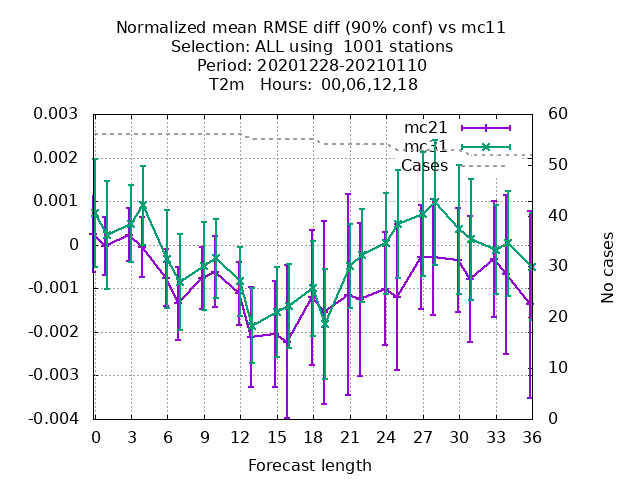 Normalized mean RMSE diff (90% conf) vs mc11
Selection: ALL using  1001 stations
Period: 20201228-20210110
T2m   Hours: 00,06,12,18
0.003
0.002
0.001
0
-0.001
-0.002
-0.003
-0.004
60
50
40
30
20
10
0
mc21
mc31
Cases
No cases
0 3 6 9 12 15 18 21 24 27 30 33 36
Forecast length